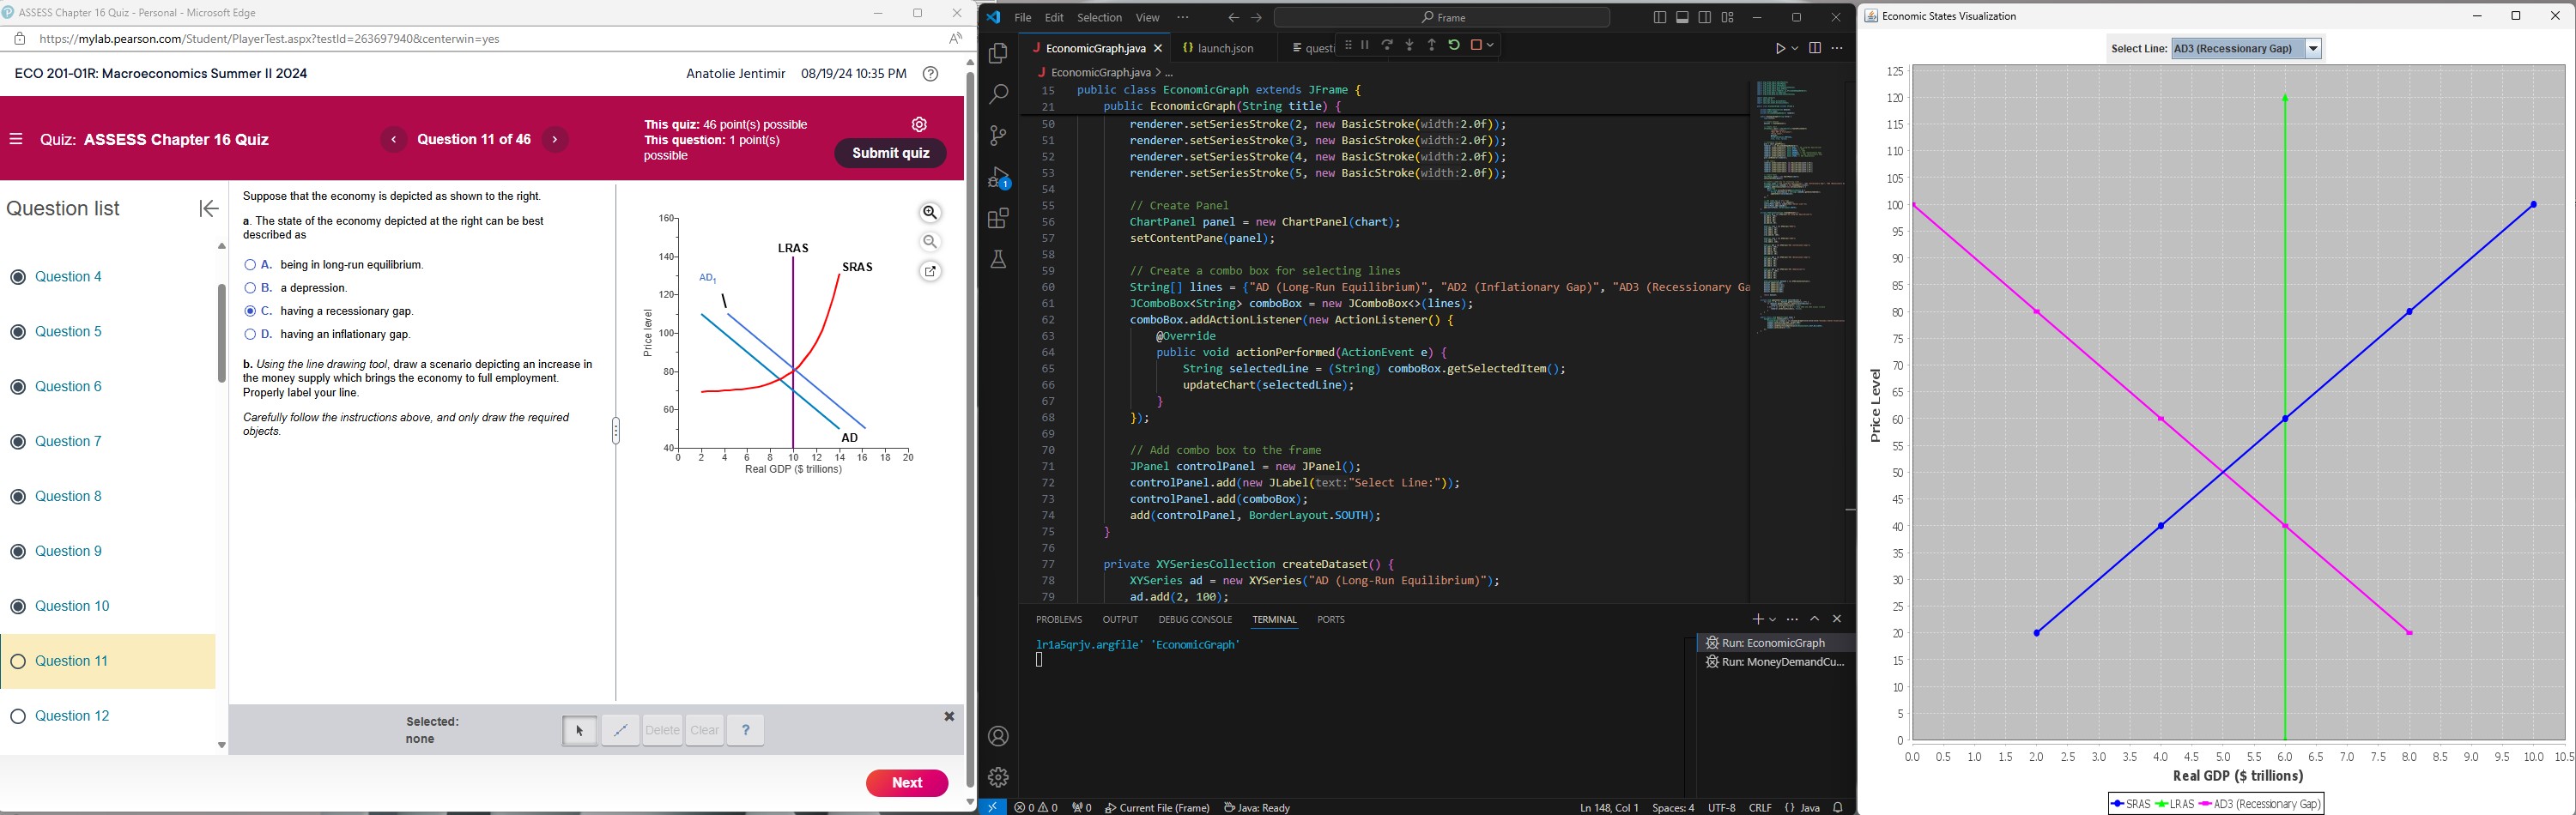 ASSESS Chapter 16 Quiz - Personal - Microsoft Edge
https://mylab.pearson.com/Student/PlayerTest.aspx?testId=263697940&centerwin=yes
ECO 201-01R: Macroeconomics Summer II 2024
Anatolie Jentimir 08/19/24 10:35 PM
Quiz: ASSESS Chapter 16 Quiz
Question 11 of 46
This quiz: 46 point(s) possible
This question: 1 point(s)
possible
Submit quiz
Question list
Question 4
Question 5
Question 6
Question 7
Question 8
Question 9
Question 10
Question 11
Question 12
Suppose that the economy is depicted as shown to the right.
a. The state of the economy depicted at the right can be best
described as
A. being in long-run equilibrium.
B. a depression.
C. having a recessionary gap.
D. having an inflationary gap.
b. Using the line drawing tool, draw a scenario depicting an increase in
the money supply which brings the economy to full employment.
Properly label your line.
Carefully follow the instructions above, and only draw the required
objects.
160
140
120
100
80
60
40
0 2 4 6 8 10 12 14 16 18 20
Price level
Real GDP ($ trillions)
LRAS
SRAS
AD1
AD
Selected:
none
Delete
Clear
?
Next
File Edit Selection View ···
Frame
EconomicGraph.java
{} launch.json
questi
EconomicGraph.java > ...
15 public class EconomicGraph extends JFrame {
21 public EconomicGraph(String title) {
50 renderer.setSeriesStroke(2, new BasicStroke(width:2.0f));
51 renderer.setSeriesStroke(3, new BasicStroke(width:2.0f));
52 renderer.setSeriesStroke(4, new BasicStroke(width:2.0f));
53 renderer.setSeriesStroke(5, new BasicStroke(width:2.0f));
54
55 // Create Panel
56 ChartPanel panel = new ChartPanel(chart);
57 setContentPane(panel);
58
59 // Create a combo box for selecting lines
60 String[] lines = {"AD (Long-Run Equilibrium)", "AD2 (Inflationary Gap)", "AD3 (Recessionary Ga
61 JComboBox<String> comboBox = new JComboBox<>(lines);
62 comboBox.addActionListener(new ActionListener() {
63 @Override
64 public void actionPerformed(ActionEvent e) {
65 String selectedLine = (String) comboBox.getSelectedItem();
66 updateChart(selectedLine);
67 }
68 });
69
70 // Add combo box to the frame
71 JPanel controlPanel = new JPanel();
72 controlPanel.add(new JLabel(text:"Select Line:"));
73 controlPanel.add(comboBox);
74 add(controlPanel, BorderLayout.SOUTH);
75 }
76
77 private XYSeriesCollection createDataset() {
78 XYSeries ad = new XYSeries("AD (Long-Run Equilibrium)");
79 ad.add(2, 100);
PROBLEMS OUTPUT DEBUG CONSOLE TERMINAL PORTS
lr1a5qrjv.argfile' 'EconomicGraph'
Run: EconomicGraph
Run: MoneyDemandCu...
1
0 0 0 Current File (Frame) Java: Ready
Ln 148, Col 1 Spaces: 4 UTF-8 CRLF {} Java
Economic States Visualization
Select Line: AD3 (Recessionary Gap)
125
120
115
110
105
100
95
90
85
80
75
70
65
60
55
50
45
40
35
30
25
20
15
10
5
0
Price Level
0.0 0.5 1.0 1.5 2.0 2.5 3.0 3.5 4.0 4.5 5.0 5.5 6.0 6.5 7.0 7.5 8.0 8.5 9.0 9.5 10.0 10.5
Real GDP ($ trillions)
SRAS LRAS AD3 (Recessionary Gap)